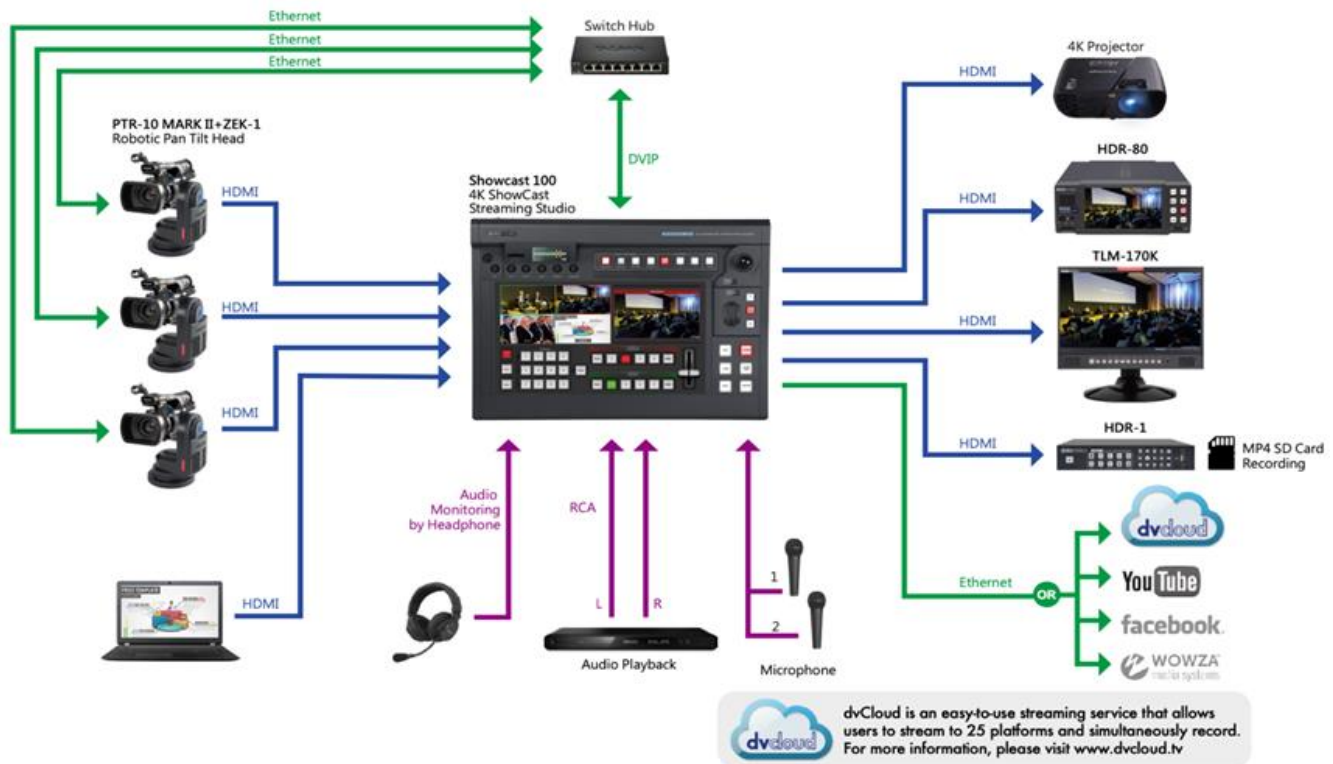 Ethernet
Ethernet
Ethernet
Switch Hub
4K Projector
HDMI
PTR-10 MARK II+ZEK-1
Robotic Pan Tilt Head
HDR-80
DVIP
HDMI
Showcast 100
4K ShowCast
Streaming Studio
HDMI
TLM-170K
HDMI
HDMI
HDMI
HDR-1
HDMI
MP4 SD Card
Recording
Audio
Monitoring
by Headphone
RCA
dvcloud
1
Ethernet
OR
YouTube
HDMI
L
R
2
facebook.
Audio Playback
Microphone
WOWZA
media systems
dvcloud
dvCloud is an easy-to-use streaming service that allows
users to stream to 25 platforms and simultaneously record.
For more information, please visit www.dvcloud.tv